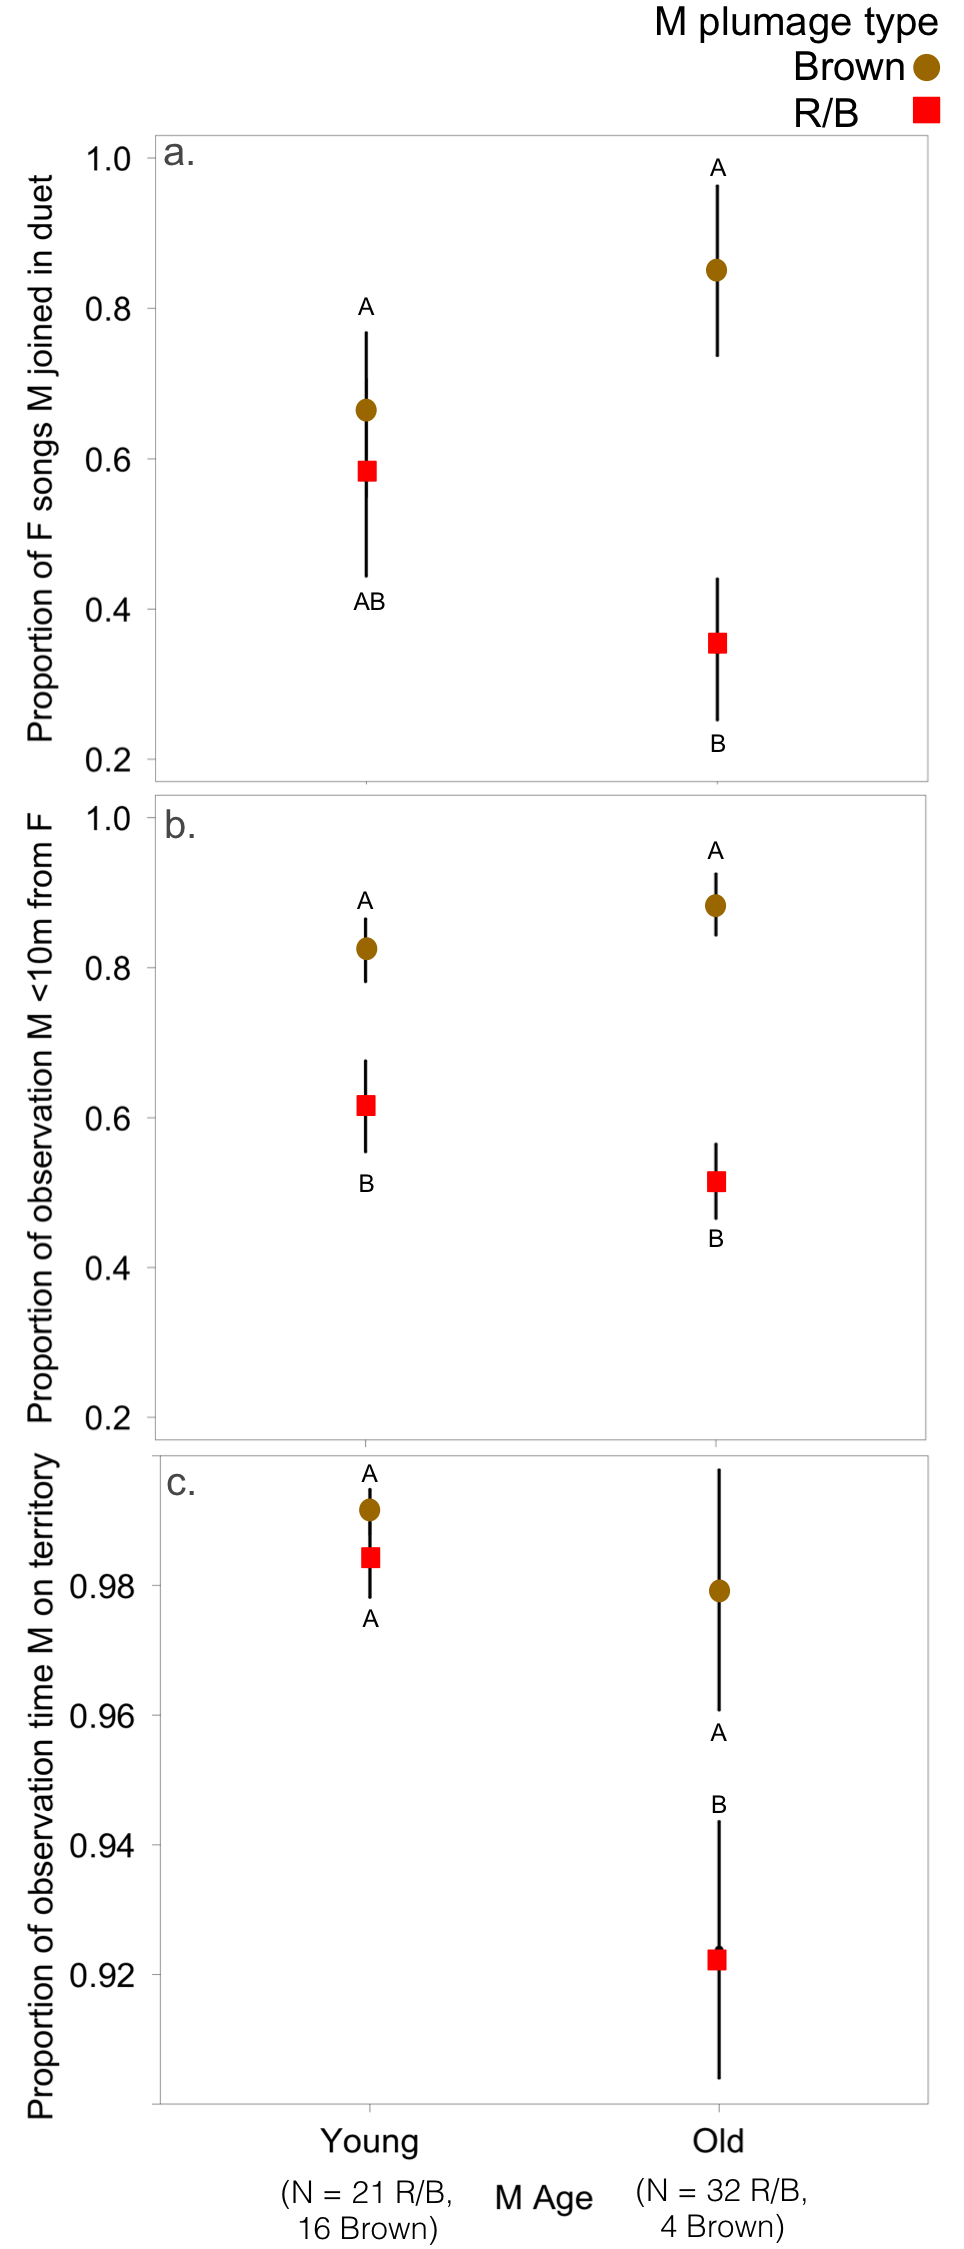 M plumage type
Brown
R/B
a.
Proportion of F songs M joined in duet
1.0
0.8
0.6
0.4
0.2
A
AB
A
B
b.
Proportion of observation M <10m from F
1.0
0.8
0.6
0.4
0.2
A
B
A
B
c.
Proportion of observation time M on territory
0.98
0.96
0.94
0.92
A
A
A
B
Young
Old
M Age
(N = 21 R/B,
16 Brown)
(N = 32 R/B,
4 Brown)